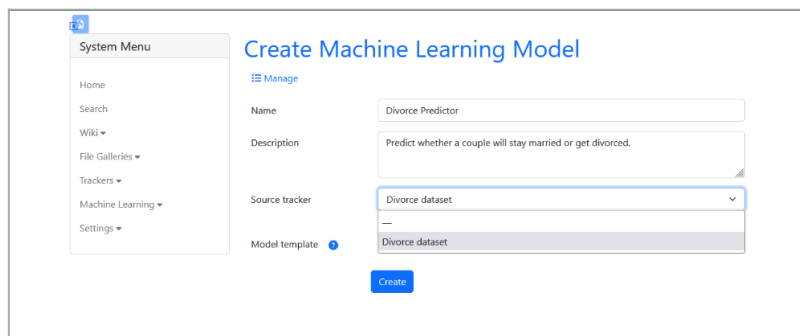 System Menu
Home
Search
Wiki
File Galleries
Trackers
Machine Learning
Settings
Create Machine Learning Model
Manage
Name
Divorce Predictor
Description
Predict whether a couple will stay married or get divorced.
Source tracker
Divorce dataset
—
Divorce dataset
Model template ?
Create